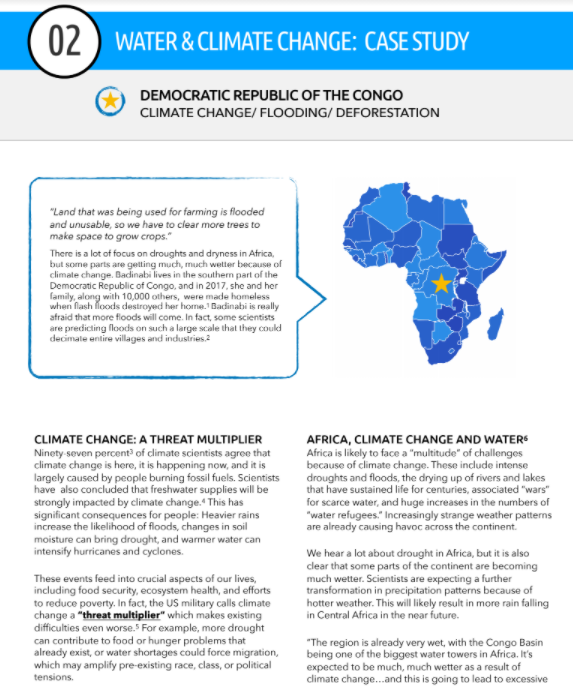 02
WATER & CLIMATE CHANGE: CASE STUDY
DEMOCRATIC REPUBLIC OF THE CONGO
CLIMATE CHANGE/ FLOODING/ DEFORESTATION
"Land that was being used for farming is flooded
and unusable, so we have to clear more trees to
make space to grow crops."
There is a lot of focus on droughts and dryness in Africa,
but some parts are getting much, much wetter because of
climate change. Badinabi lives in the southern part of the
Democratic Republic of Congo, and in 2017, she and her
family, along with 10,000 others, were made homeless
when flash floods destroyed her home.¹ Badinabi is really
afraid that more floods will come. In fact, some scientists
are predicting floods on such a large scale that they could
decimate entire villages and industries.²
CLIMATE CHANGE: A THREAT MULTIPLIER
Ninety-seven percent³ of climate scientists agree that
climate change is here, it is happening now, and it is
largely caused by people burning fossil fuels. Scientists
have also concluded that freshwater supplies will be
strongly impacted by climate change.⁴ This has
significant consequences for people: Heavier rains
increase the likelihood of floods, changes in soil
moisture can bring drought, and warmer water can
intensify hurricanes and cyclones.
These events feed into crucial aspects of our lives,
including food security, ecosystem health, and efforts
to reduce poverty. In fact, the US military calls climate
change a "threat multiplier" which makes existing
difficulties even worse.⁵ For example, more drought
can contribute to food or hunger problems that
already exist, or water shortages could force migration,
which may amplify pre-existing race, class, or political
tensions.
AFRICA, CLIMATE CHANGE AND WATER⁶
Africa is likely to face a "multitude" of challenges
because of climate change. These include intense
droughts and floods, the drying up of rivers and lakes
that have sustained life for centuries, associated "wars"
for scarce water, and huge increases in the numbers of
"water refugees." Increasingly strange weather patterns
are already causing havoc across the continent.
We hear a lot about drought in Africa, but it is also
clear that some parts of the continent are becoming
much wetter. Scientists are expecting a further
transformation in precipitation patterns because of
hotter weather. This will likely result in more rain falling
in Central Africa in the near future.
"The region is already very wet, with the Congo Basin
being one of the biggest water towers in Africa. It's
expected to be much, much wetter as a result of
climate change…and this is going to lead to excessive